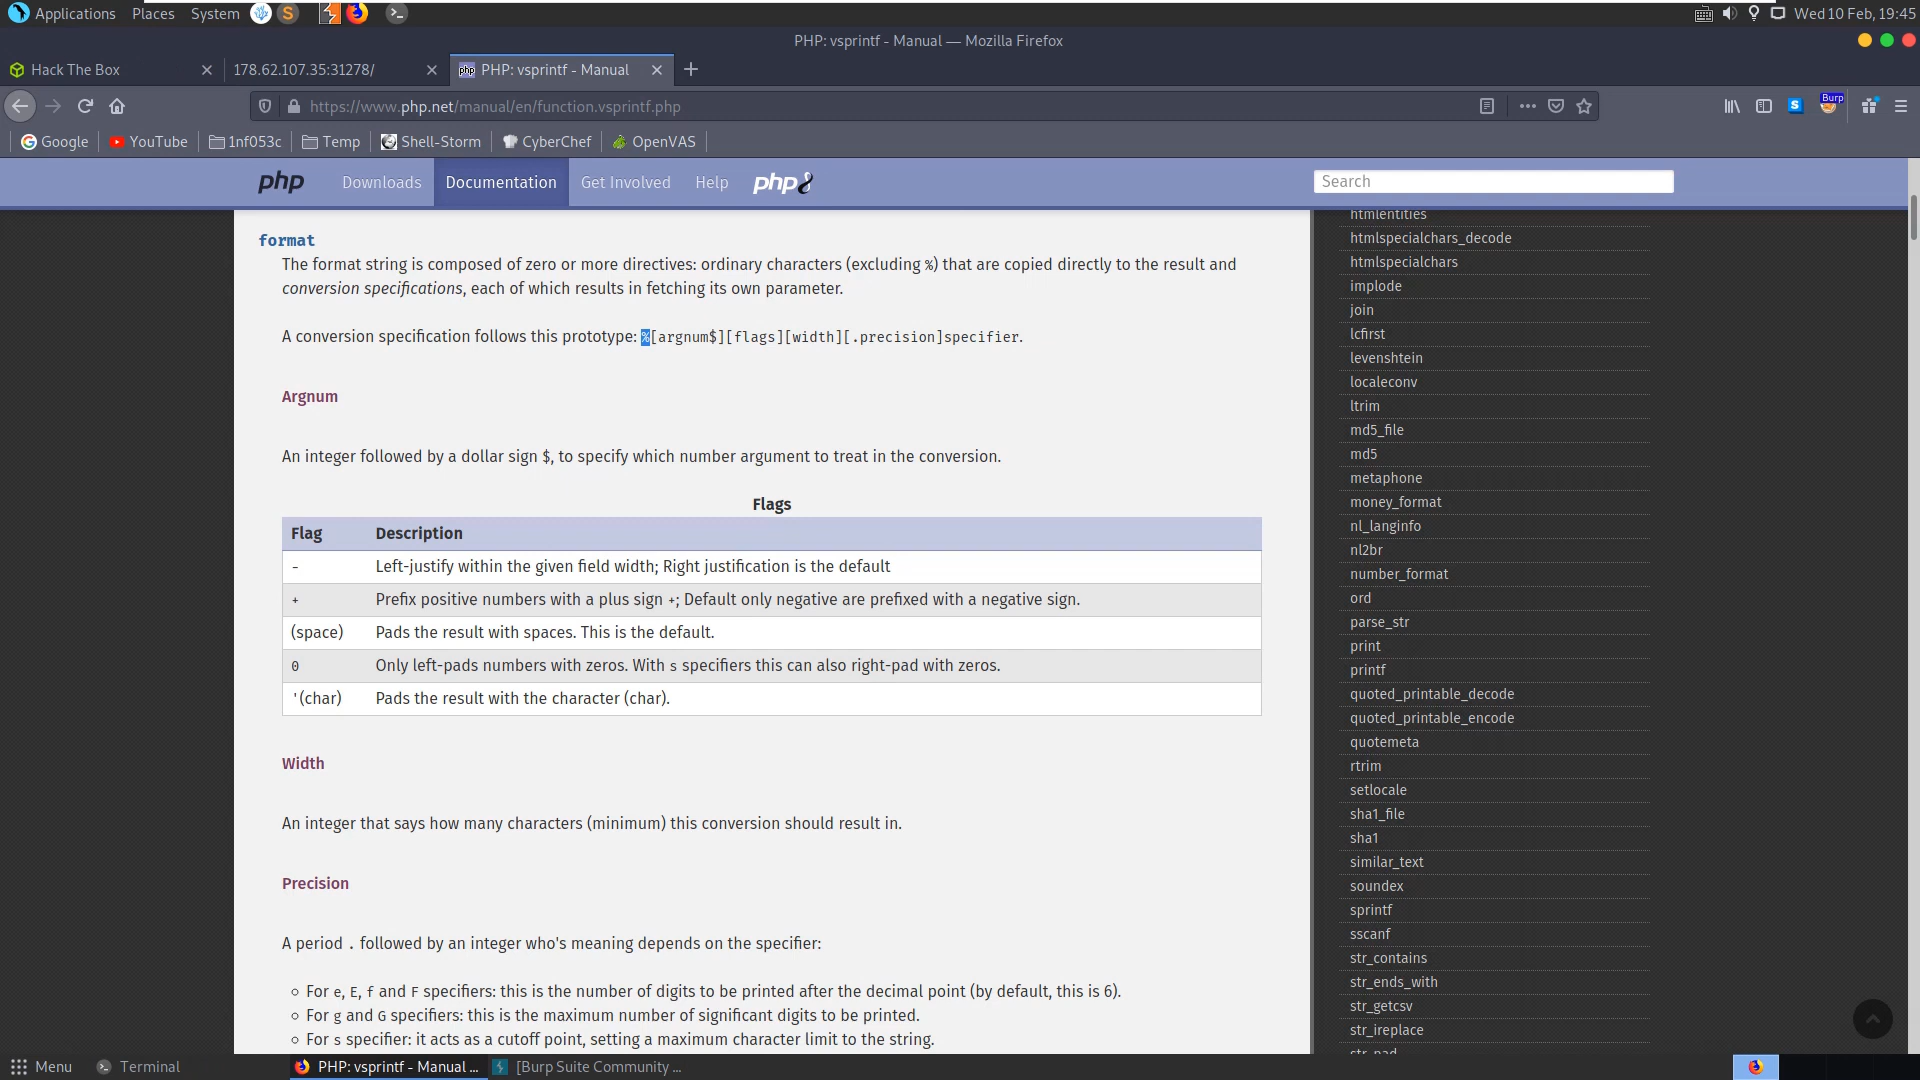 Applications Places System Wed 10 Feb, 19:45
PHP: vsprintf - Manual — Mozilla Firefox
Hack The Box 178.62.107.35:31278/ php PHP: vsprintf - Manual
https://www.php.net/manual/en/function.vsprintf.php Burp
Google YouTube 1nf053c Temp Shell-Storm CyberChef OpenVAS
php Downloads Documentation Get Involved Help php8 Search
format
The format string is composed of zero or more directives: ordinary characters (excluding %) that are copied directly to the result and
conversion specifications, each of which results in fetching its own parameter.
A conversion specification follows this prototype: %[argnum$][flags][width][.precision]specifier.
Argnum
An integer followed by a dollar sign $, to specify which number argument to treat in the conversion.
Flags
Flag Description
- Left-justify within the given field width; Right justification is the default
+ Prefix positive numbers with a plus sign +; Default only negative are prefixed with a negative sign.
(space) Pads the result with spaces. This is the default.
0 Only left-pads numbers with zeros. With s specifiers this can also right-pad with zeros.
'(char) Pads the result with the character (char).
Width
An integer that says how many characters (minimum) this conversion should result in.
Precision
A period . followed by an integer who's meaning depends on the specifier:
For e, E, f and F specifiers: this is the number of digits to be printed after the decimal point (by default, this is 6).
For g and G specifiers: this is the maximum number of significant digits to be printed.
For s specifier: it acts as a cutoff point, setting a maximum character limit to the string.
htmlentities
htmlspecialchars_decode
htmlspecialchars
implode
join
lcfirst
levenshtein
localeconv
ltrim
md5_file
md5
metaphone
money_format
nl_langinfo
nl2br
number_format
ord
parse_str
print
printf
quoted_printable_decode
quoted_printable_encode
quotemeta
rtrim
setlocale
sha1_file
sha1
similar_text
soundex
sprintf
sscanf
str_contains
str_ends_with
str_getcsv
str_ireplace
str_pad
Menu Terminal PHP: vsprintf - Manual ... [Burp Suite Community ...